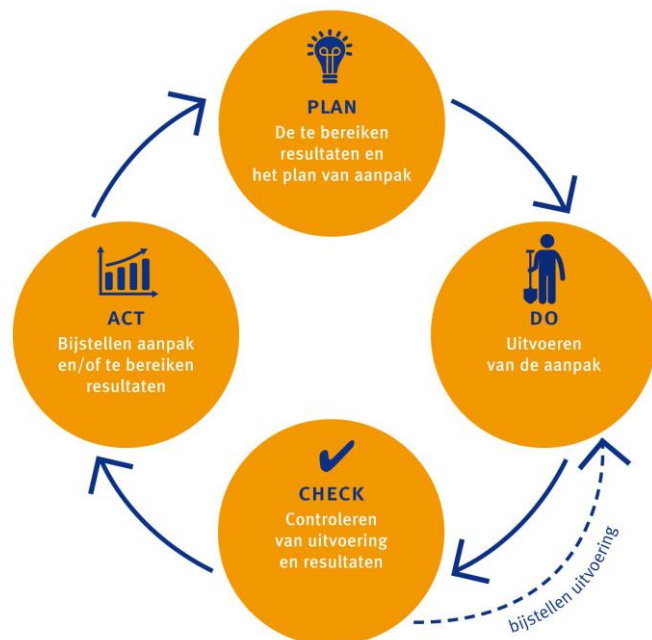 PLAN
De te bereiken
resultaten en
het plan van aanpak
DO
Uitvoeren
van de aanpak
CHECK
Controleren
van uitvoering
en resultaten
bijstellen uitvoering
ACT
Bijstellen aanpak
en/of te bereiken
resultaten